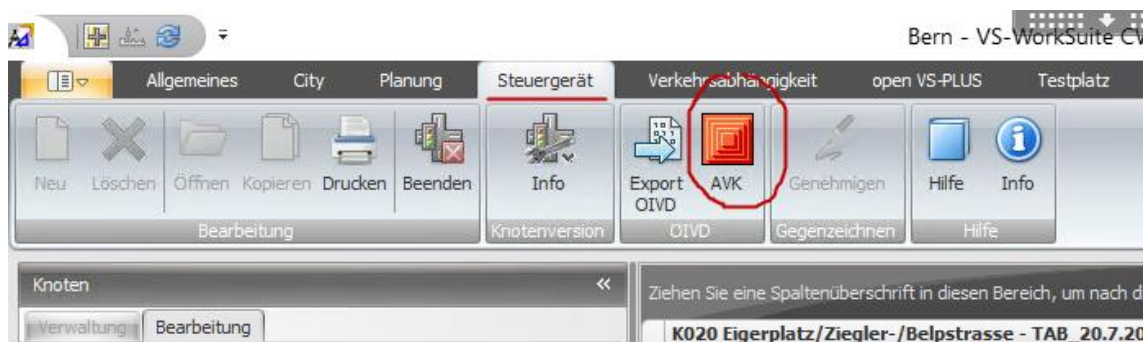 Bern - VS-WorkSuite CV
Allgemeines City Planung Steuergerät Verkehrsabhängigkeit open VS-PLUS Testplatz
Neu Löschen Öffnen Kopieren Drucken Beenden Info Export OIVD AVK Genehmigen Hilfe Info
Bearbeitung Knotenversion OIVD Gegenzeichnen Hilfe
Knoten «
Ziehen Sie eine Spaltenüberschrift in diesen Bereich, um nach d
Verwaltung Bearbeitung
K020 Eigerplatz/Ziegler-/Belpstrasse - TAB_20.7.20